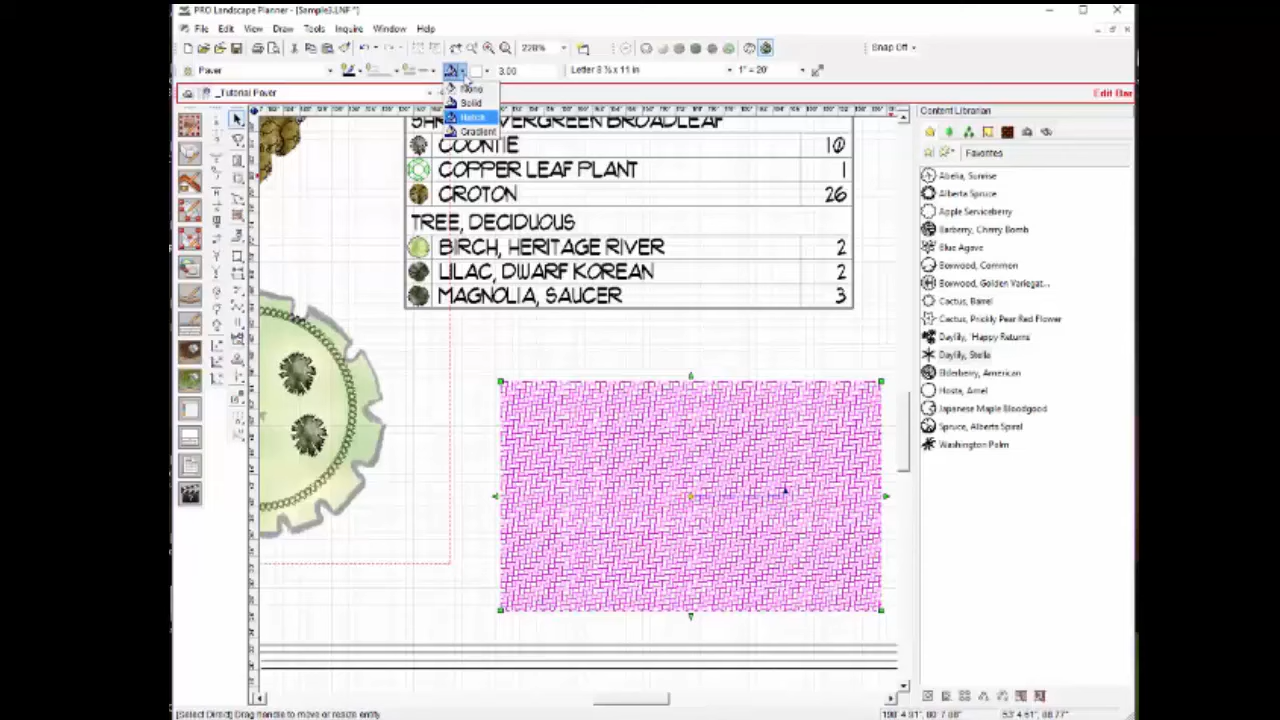 PRO Landscape Planner - [Sample3.LNF *]
File Edit View Draw Tools Inquire Window Help
228% Snap Off
Paver 3.00 Letter 8 ½ x 11 in 1" = 20'
_Tutorial Paver Edit Bar
None
Solid
Hatch
Gradient
EVERGREEN BROADLEAF
COONTIE 10
COPPER LEAF PLANT 1
CROTON 26
TREE, DECIDUOUS
BIRCH, HERITAGE RIVER 2
LILAC, DWARF KOREAN 2
MAGNOLIA, SAUCER 3
Content Librarian
Favorites
Abelia, Sunrise
Alberta Spruce
Apple Serviceberry
Barberry, Cherry Bomb
Blue Agave
Boxwood, Common
Boxwood, Golden Variegat...
Cactus, Barrel
Cactus, Prickly Pear Red Flower
Daylily, 'Happy Returns
Daylily, Stella
Elderberry, American
Hosta, Amel
Japanese Maple Bloodgood
Spruce, Alberta Spiral
Washington Palm
[Select Direct] Drag handle to move or resize entity